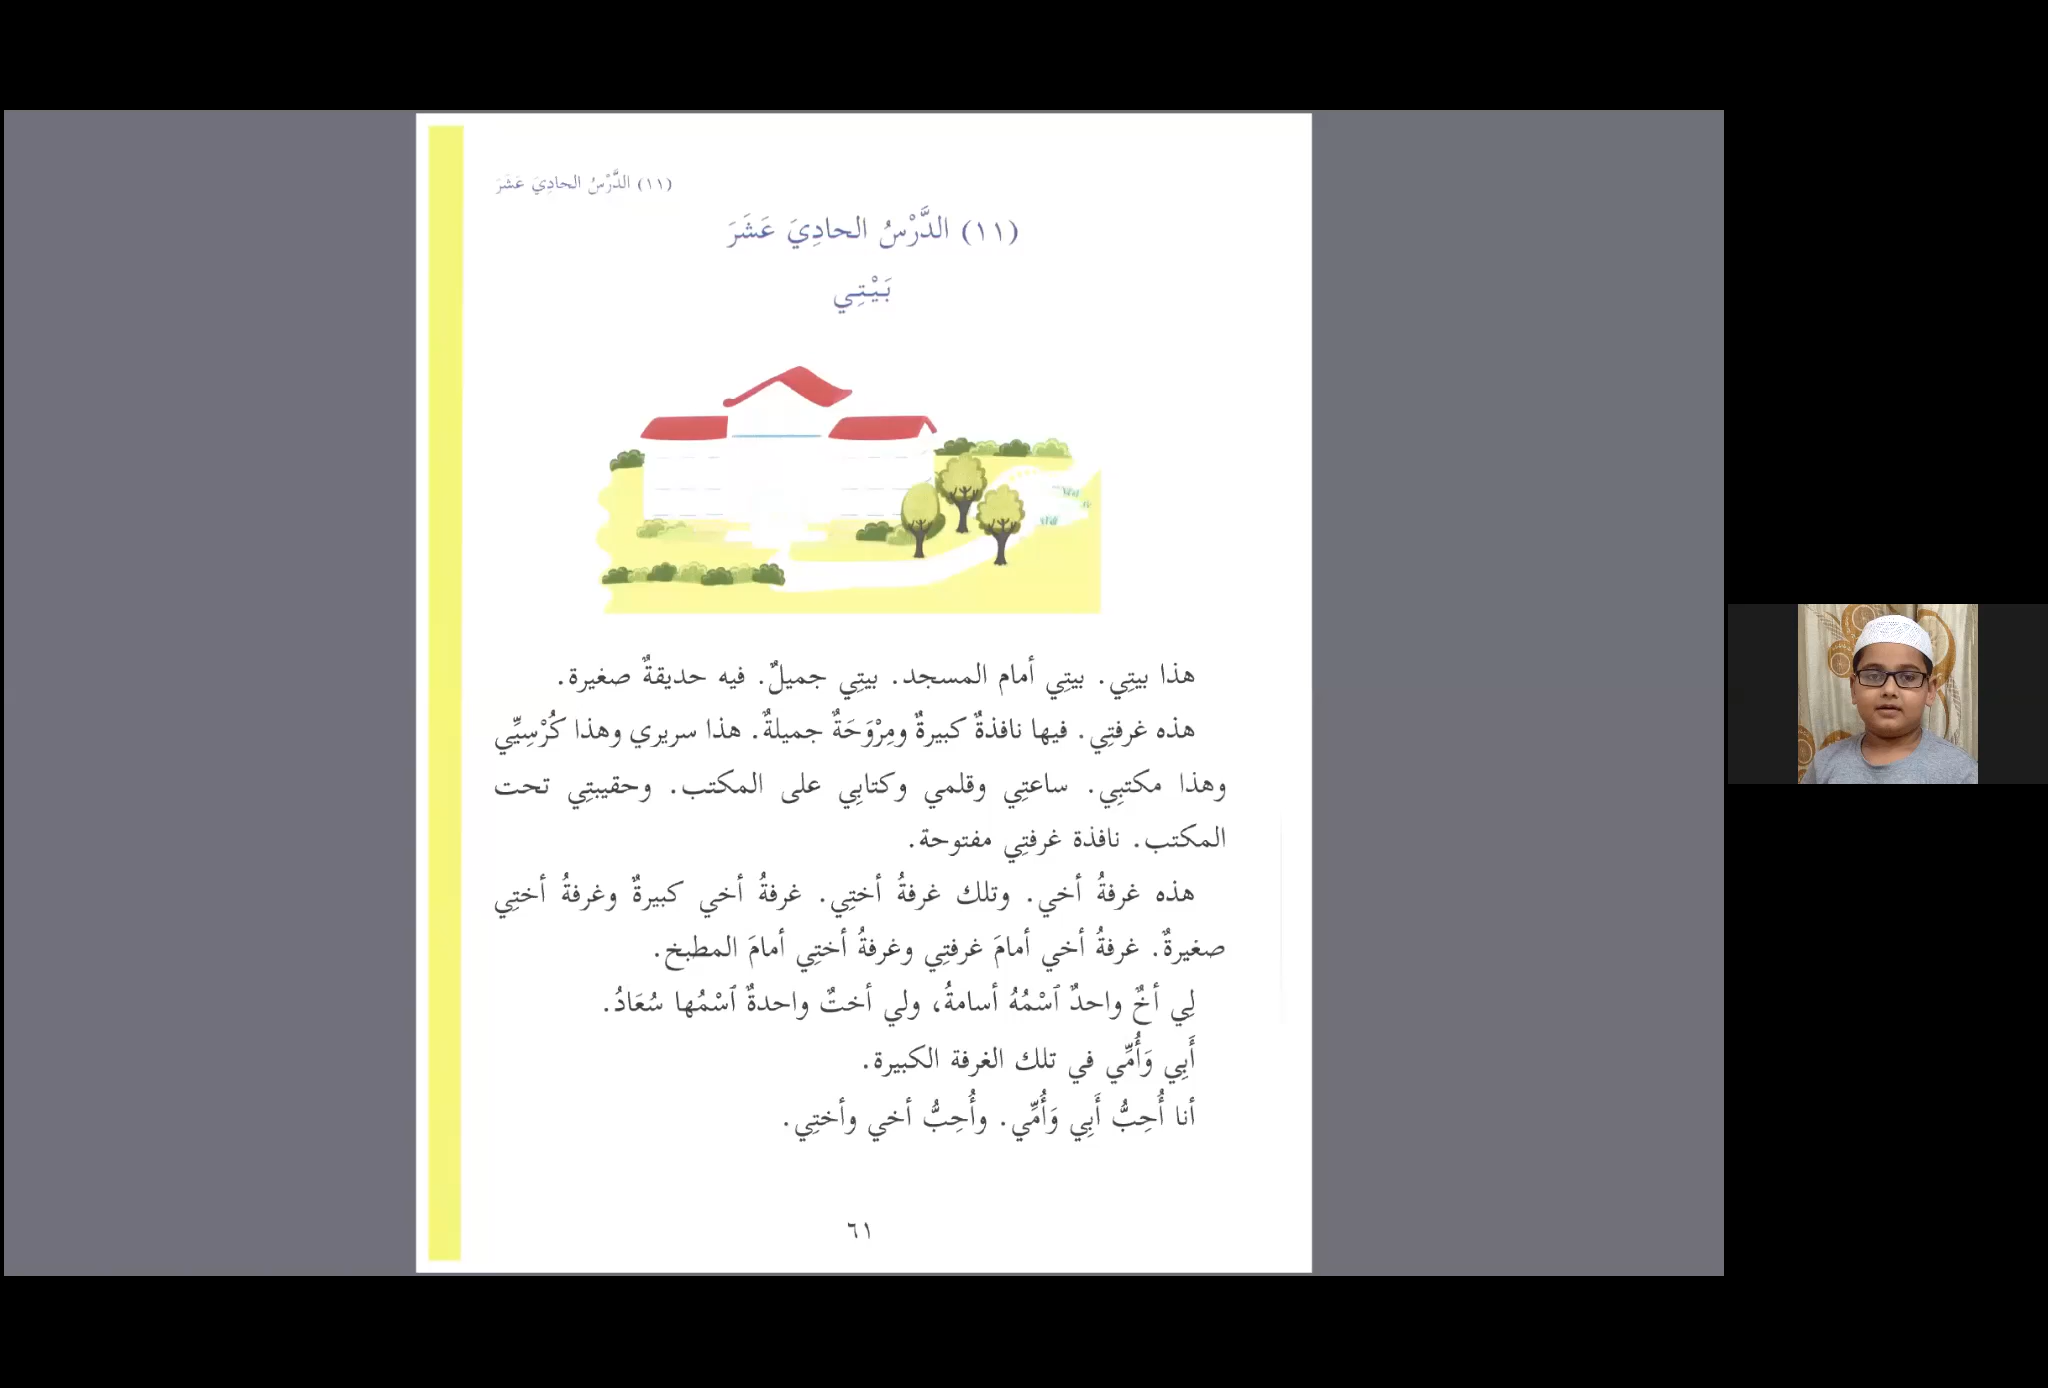 (١١) الدَّرْسُ الحادِيَ عَشَرَ
(١١) الدَّرْسُ الحادِيَ عَشَرَ
بَيْتِي
هذا بيتِي. بيتِي أمام المسجد. بيتِي جميلٌ. فيه حديقةٌ صغيرة.
هذه غرفتِي. فيها نافذةٌ كبيرةٌ ومِرْوَحَةٌ جميلةٌ. هذا سريري وهذا كُرْسِيِّي
وهذا مكتبِي. ساعتِي وقلمي وكتابِي على المكتب. وحقيبتِي تحت
المكتب. نافذة غرفتِي مفتوحة.
هذه غرفةُ أخي. وتلك غرفةُ أختِي. غرفةُ أخي كبيرةٌ وغرفةُ أختِي
صغيرةٌ. غرفةُ أخي أمامَ غرفتِي وغرفةُ أختِي أمامَ المطبخ.
لِي أخٌ واحدٌ ٱسْمُهُ أسامةُ، ولي أختٌ واحدةٌ ٱسْمُها سُعَادُ.
أَبِي وَأُمِّي في تلك الغرفة الكبيرة.
أنا أُحِبُّ أَبِي وَأُمِّي. وأُحِبُّ أخي وأختِي.
٦١